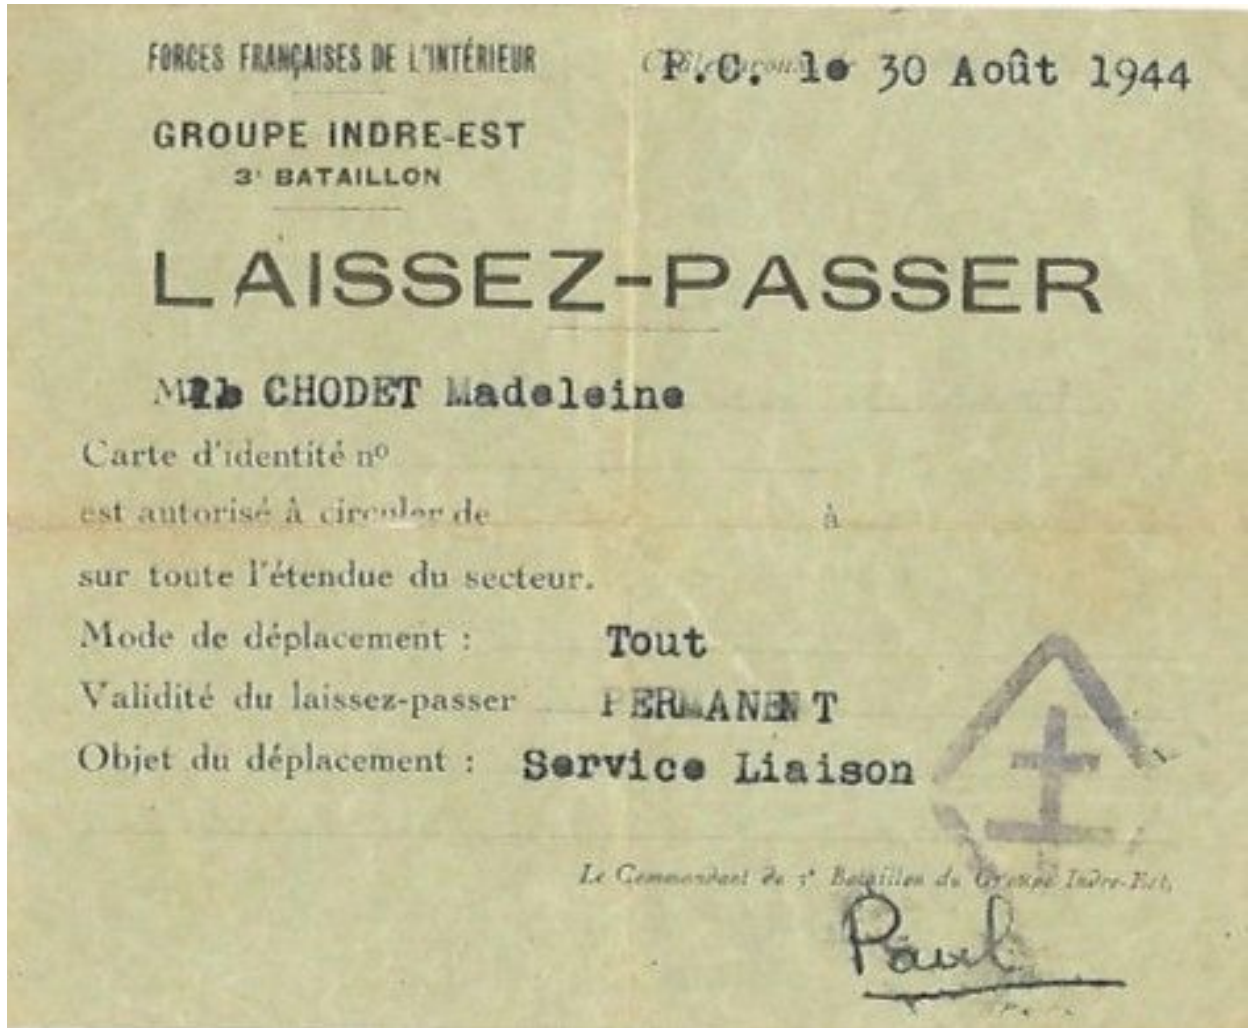 FORCES FRANÇAISES DE L'INTÉRIEUR
P.C. le 30 Août 1944
GROUPE INDRE-EST
3e BATAILLON
LAISSEZ-PASSER
Mlle CHODET Madeleine
Carte d'identité nº
est autorisé à circuler de à
sur toute l'étendue du secteur.
Mode de déplacement : Tout
Validité du laissez-passer PERMANENT
Objet du déplacement : Service Liaison
Le Commandant du 3e Bataillon du Groupe Indre-Est,
Paul